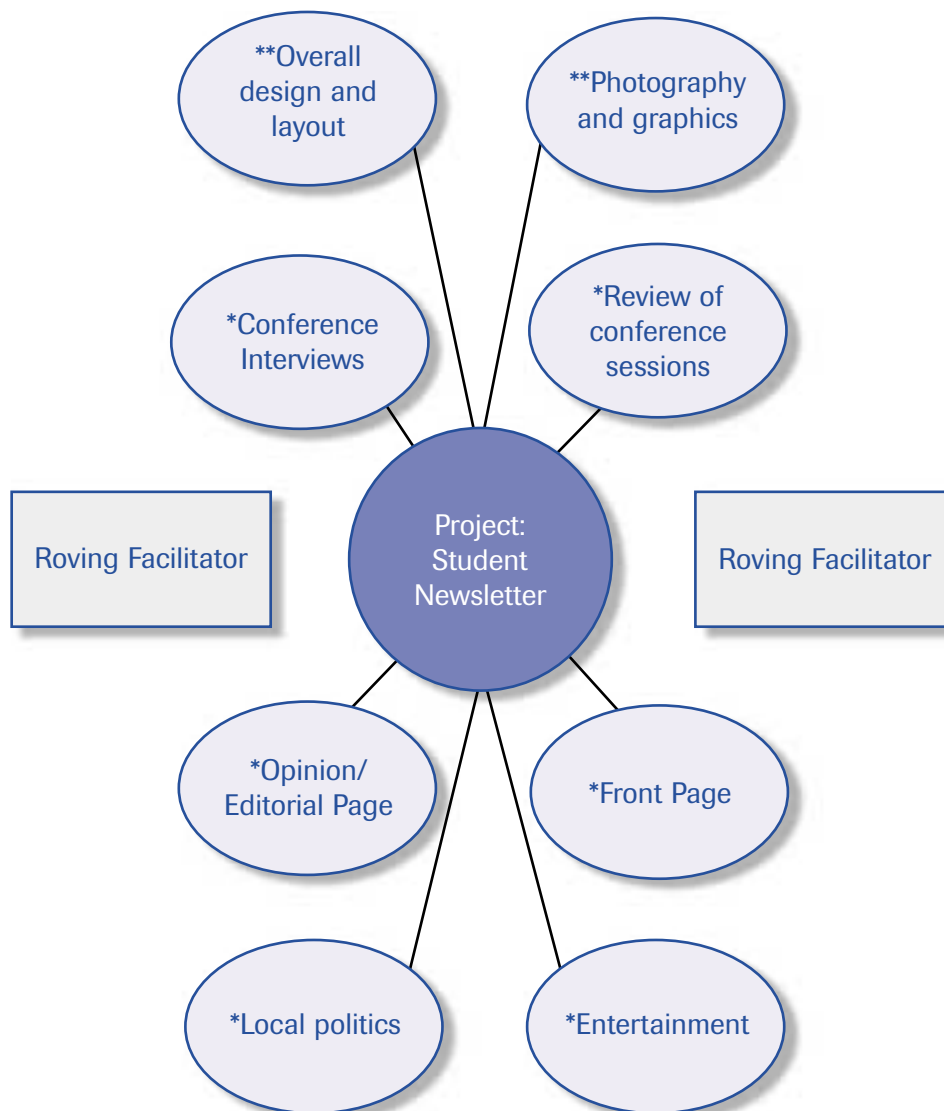 **Overall
design and
layout
**Photography
and graphics
*Conference
Interviews
*Review of
conference
sessions
Roving Facilitator
Project:
Student
Newsletter
Roving Facilitator
*Opinion/
Editorial Page
*Front Page
*Local politics
*Entertainment